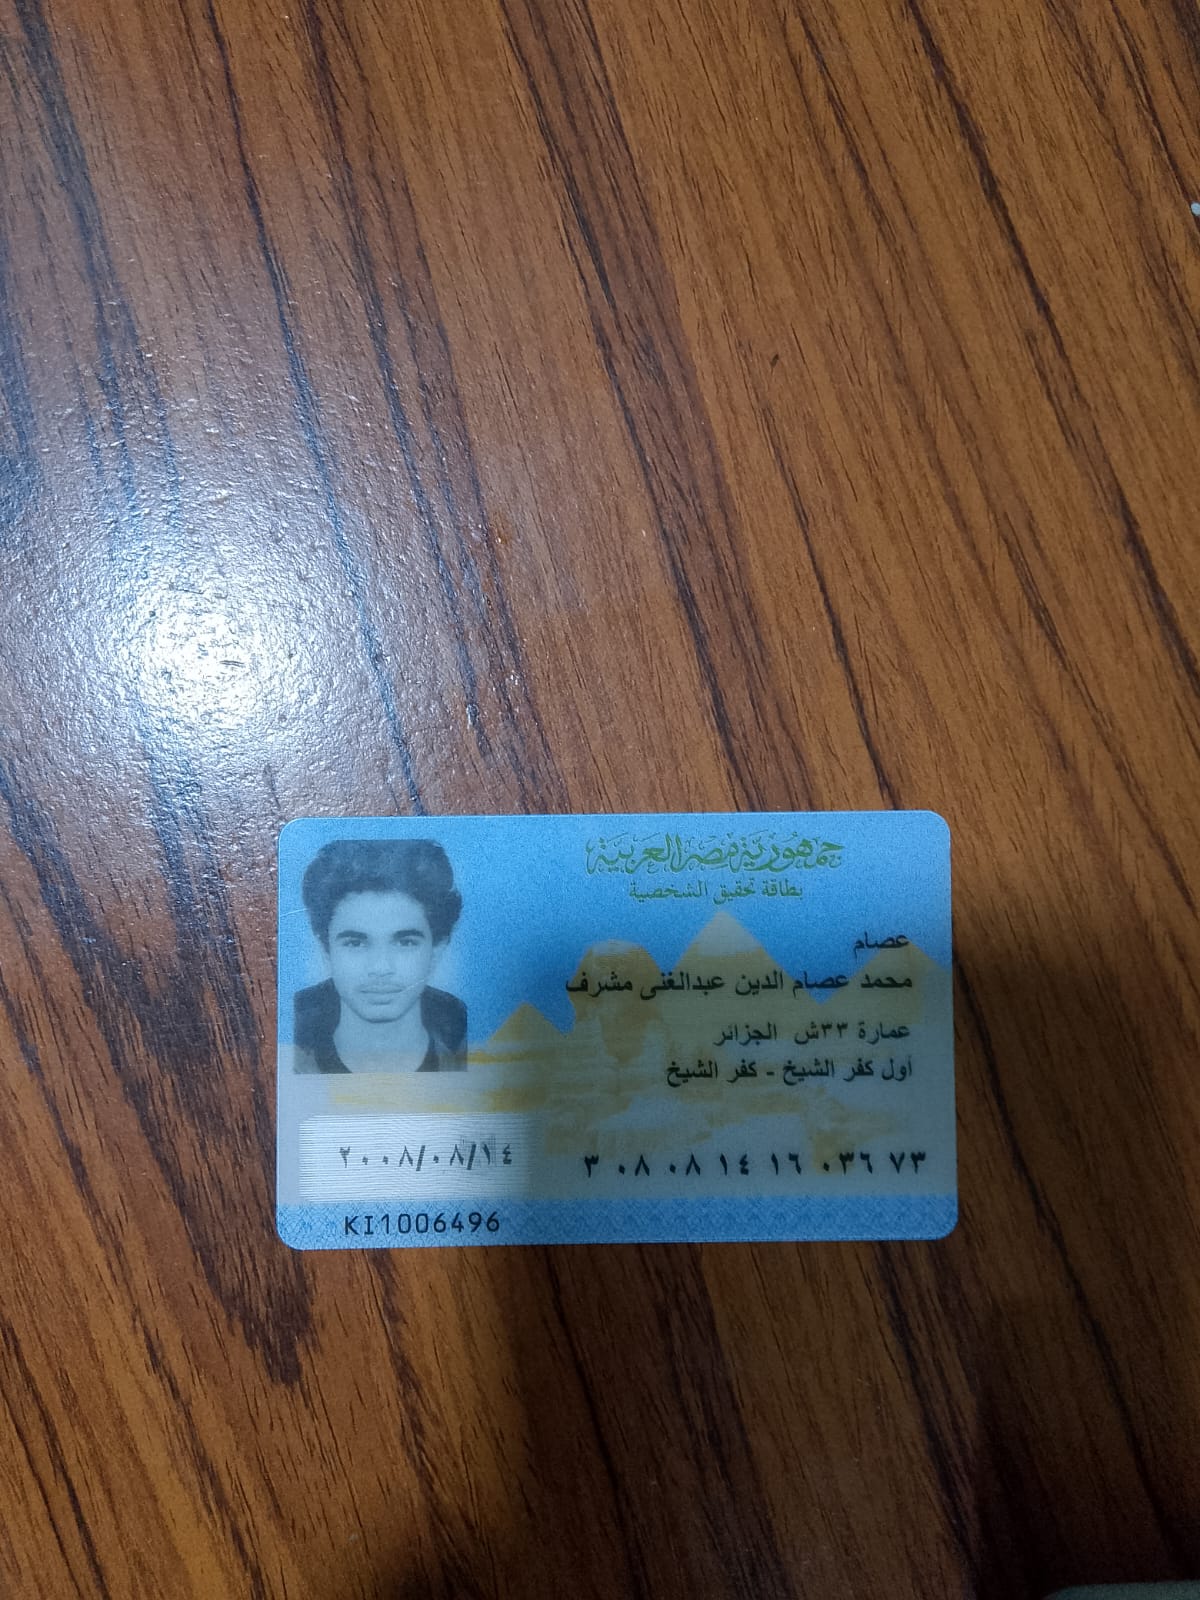 جمهورية مصر العربية
بطاقة تحقيق الشخصية
عصام
محمد عصام الدين عبدالغنى مشرف
عمارة ٣٣ش الجزائر
أول كفر الشيخ - كفر الشيخ
٣ ٠٨ ٠٨ ١٤ ١٦ ٠٣٦ ٧٣
٢٠٠٨/٠٨/١٤
KI1006496